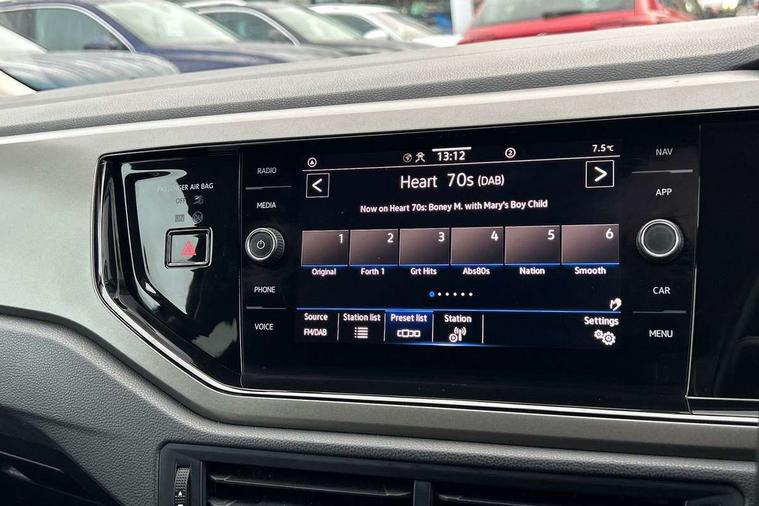 PASSENGER AIR BAG
OFF
ON
RADIO
MEDIA
PHONE
VOICE
13:12
2
7.5°C
< Heart 70s (DAB) >
Now on Heart 70s: Boney M. with Mary's Boy Child
1 2 3 4 5 6
Original Forth 1 Grt Hits Abs80s Nation Smooth
Source Station list Preset list Station Settings
FM/DAB
NAV
APP
CAR
MENU